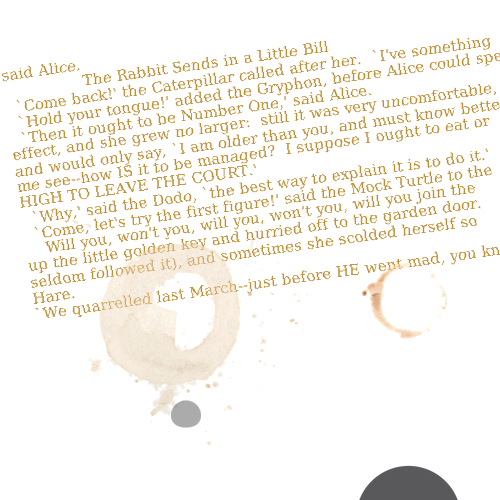 said Alice.
The Rabbit Sends in a Little Bill
`Come back!' the Caterpillar called after her. `I've something
`Hold your tongue!' added the Gryphon, before Alice could
`Then it ought to be Number One,' said Alice.
effect, and she grew no larger: still it was very uncomfortable,
and would only say, `I am older than you, and must know
me see--how IS it to be managed? I suppose I ought to eat or
HIGH TO LEAVE THE COURT.'
`Why,' said the Dodo, `the best way to explain it is to do it.'
`Come, let's try the first figure!' said the Mock Turtle to the
Will you, won't you, will you, won't you, will you join the
up the little golden key and hurried off to the garden door.
seldom followed it), and sometimes she scolded herself so
Hare.
`We quarrelled last March--just before HE went mad, you